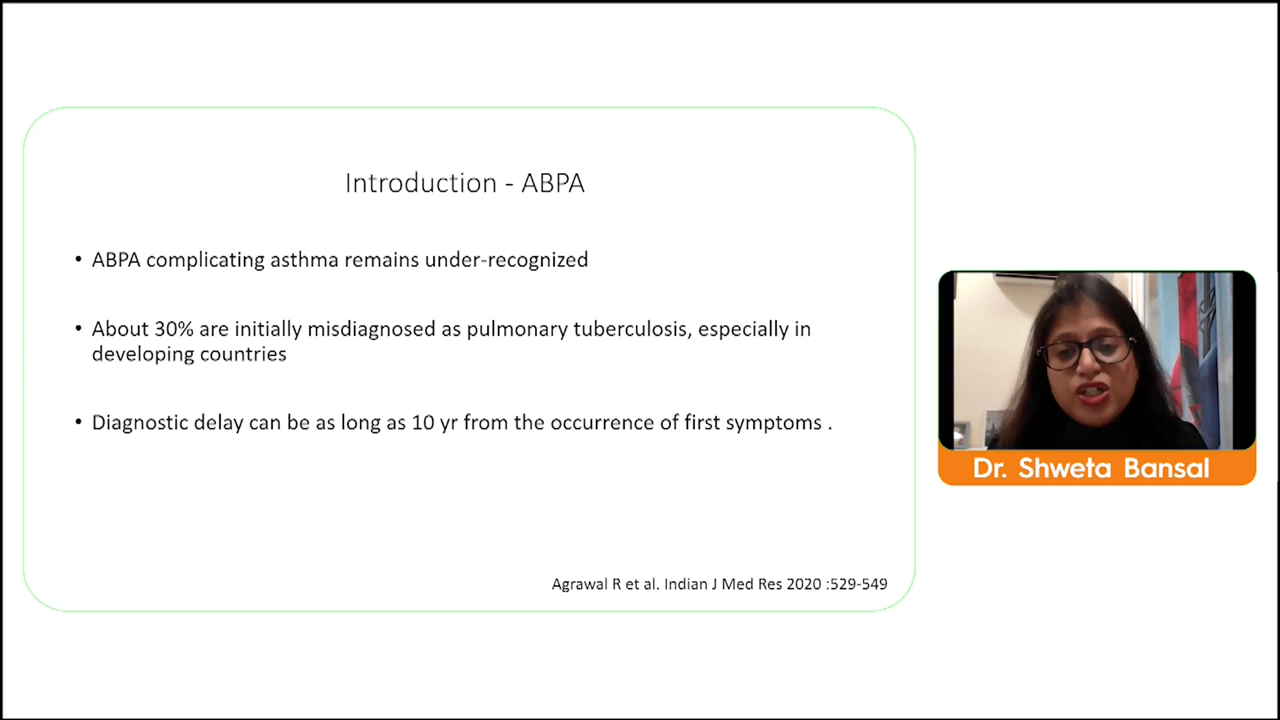 Introduction - ABPA
• ABPA complicating asthma remains under-recognized
• About 30% are initially misdiagnosed as pulmonary tuberculosis, especially in
developing countries
• Diagnostic delay can be as long as 10 yr from the occurrence of first symptoms .
Agrawal R et al. Indian J Med Res 2020 :529-549
Dr. Shweta Bansal